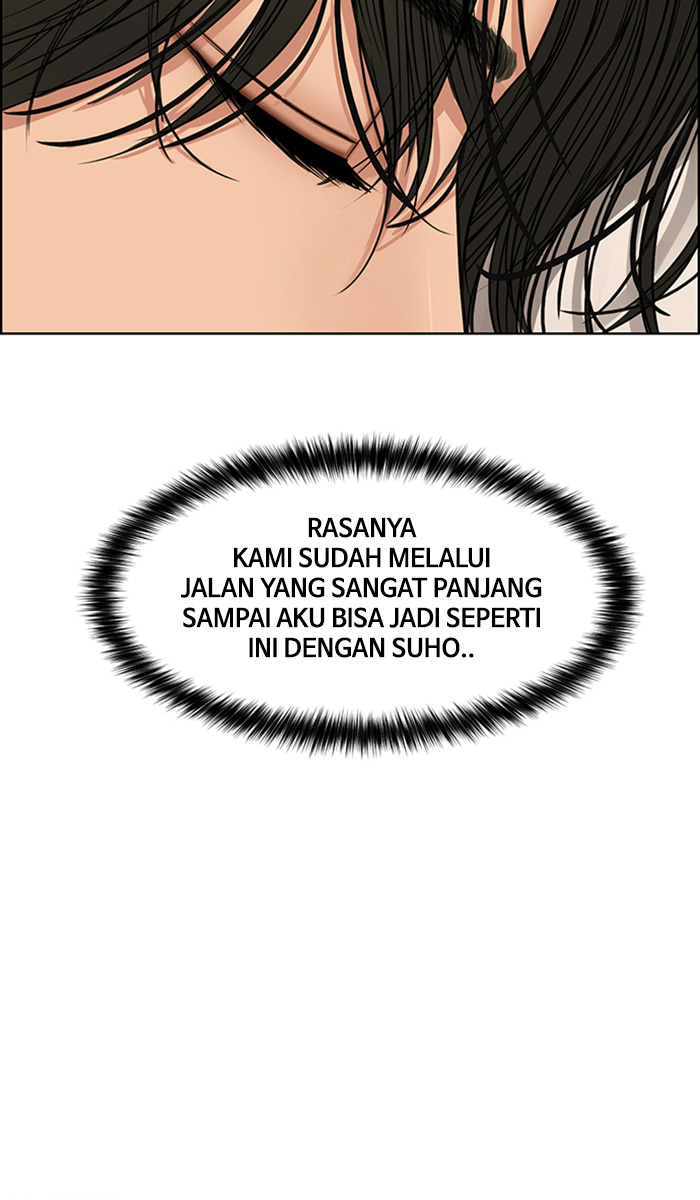 RASANYA
KAMI SUDAH MELALUI
JALAN YANG SANGAT PANJANG
SAMPAI AKU BISA JADI SEPERTI
INI DENGAN SUHO..